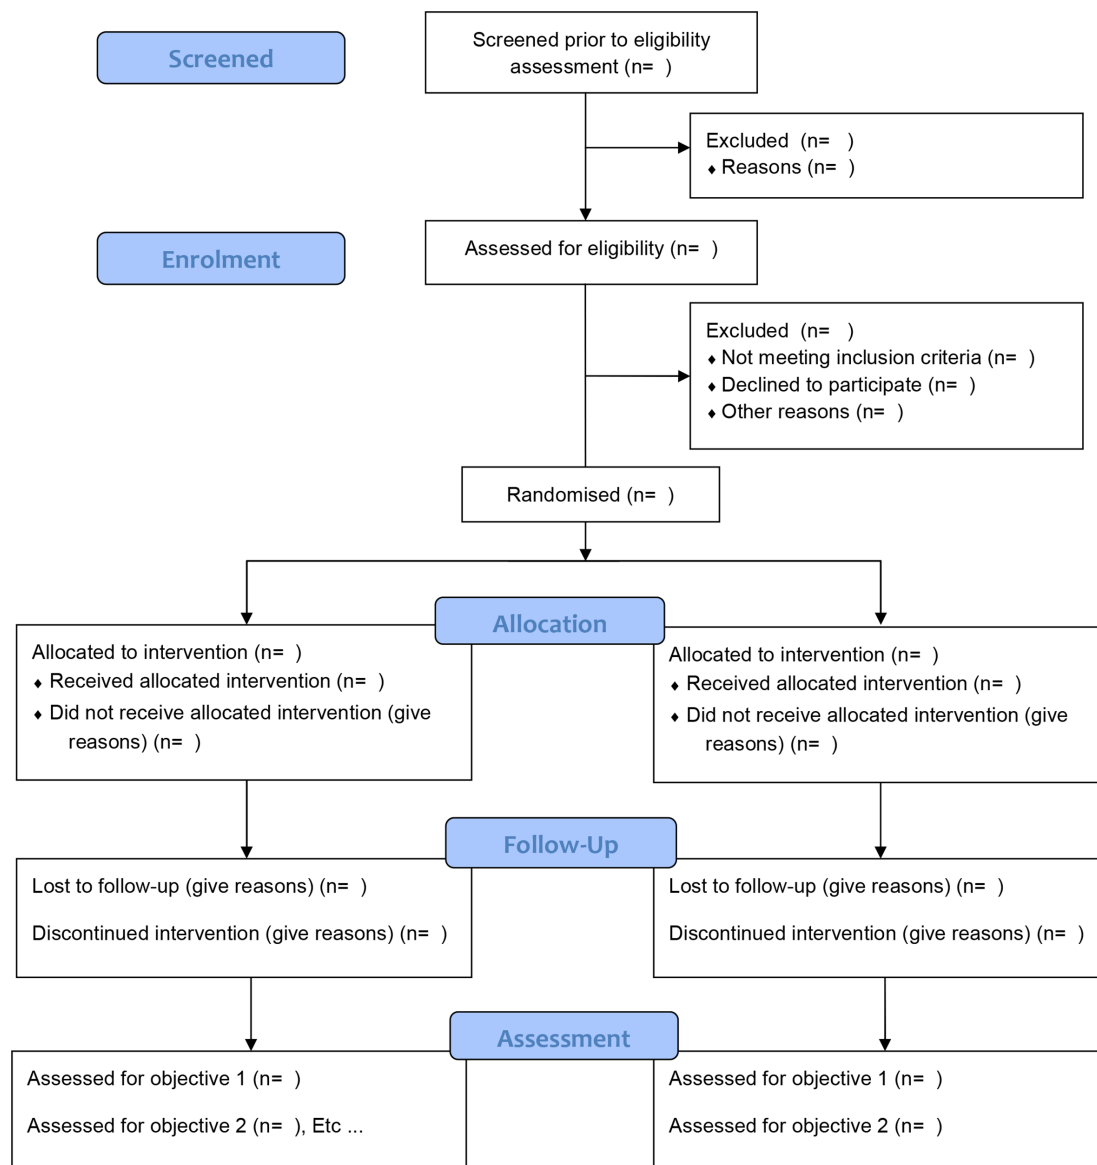 Screened
Screened prior to eligibility
assessment (n=  )
Excluded  (n=   )
♦ Reasons (n=  )
Enrolment
Assessed for eligibility (n=  )
Excluded  (n=   )
♦ Not meeting inclusion criteria (n=  )
♦ Declined to participate (n=  )
♦ Other reasons (n=  )
Randomised (n=  )
Allocation
Allocated to intervention (n=  )
♦ Received allocated intervention (n=  )
♦ Did not receive allocated intervention (give
reasons) (n=  )
Allocated to intervention (n=  )
♦ Received allocated intervention (n=  )
♦ Did not receive allocated intervention (give
reasons) (n=  )
Follow-Up
Lost to follow-up (give reasons) (n=  )
Discontinued intervention (give reasons) (n=  )
Lost to follow-up (give reasons) (n=  )
Discontinued intervention (give reasons) (n=  )
Assessment
Assessed for objective 1 (n=  )
Assessed for objective 2 (n=  ), Etc ...
Assessed for objective 1 (n=  )
Assessed for objective 2 (n=  )